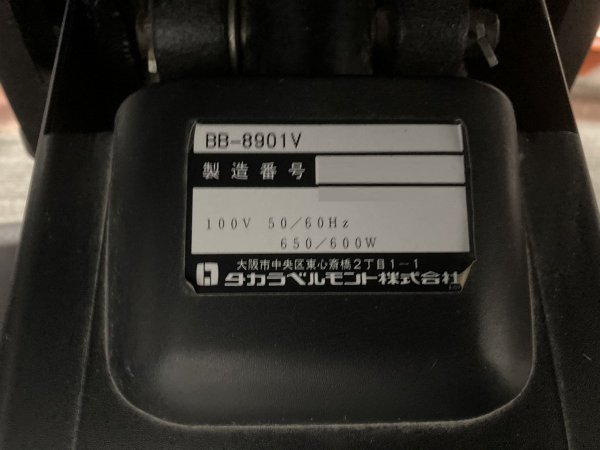 BB-8901V
製造番号
100V 50/60Hz
650/600W
大阪市中央区東心斎橋2丁目1-1
タカラベルモント株式会社